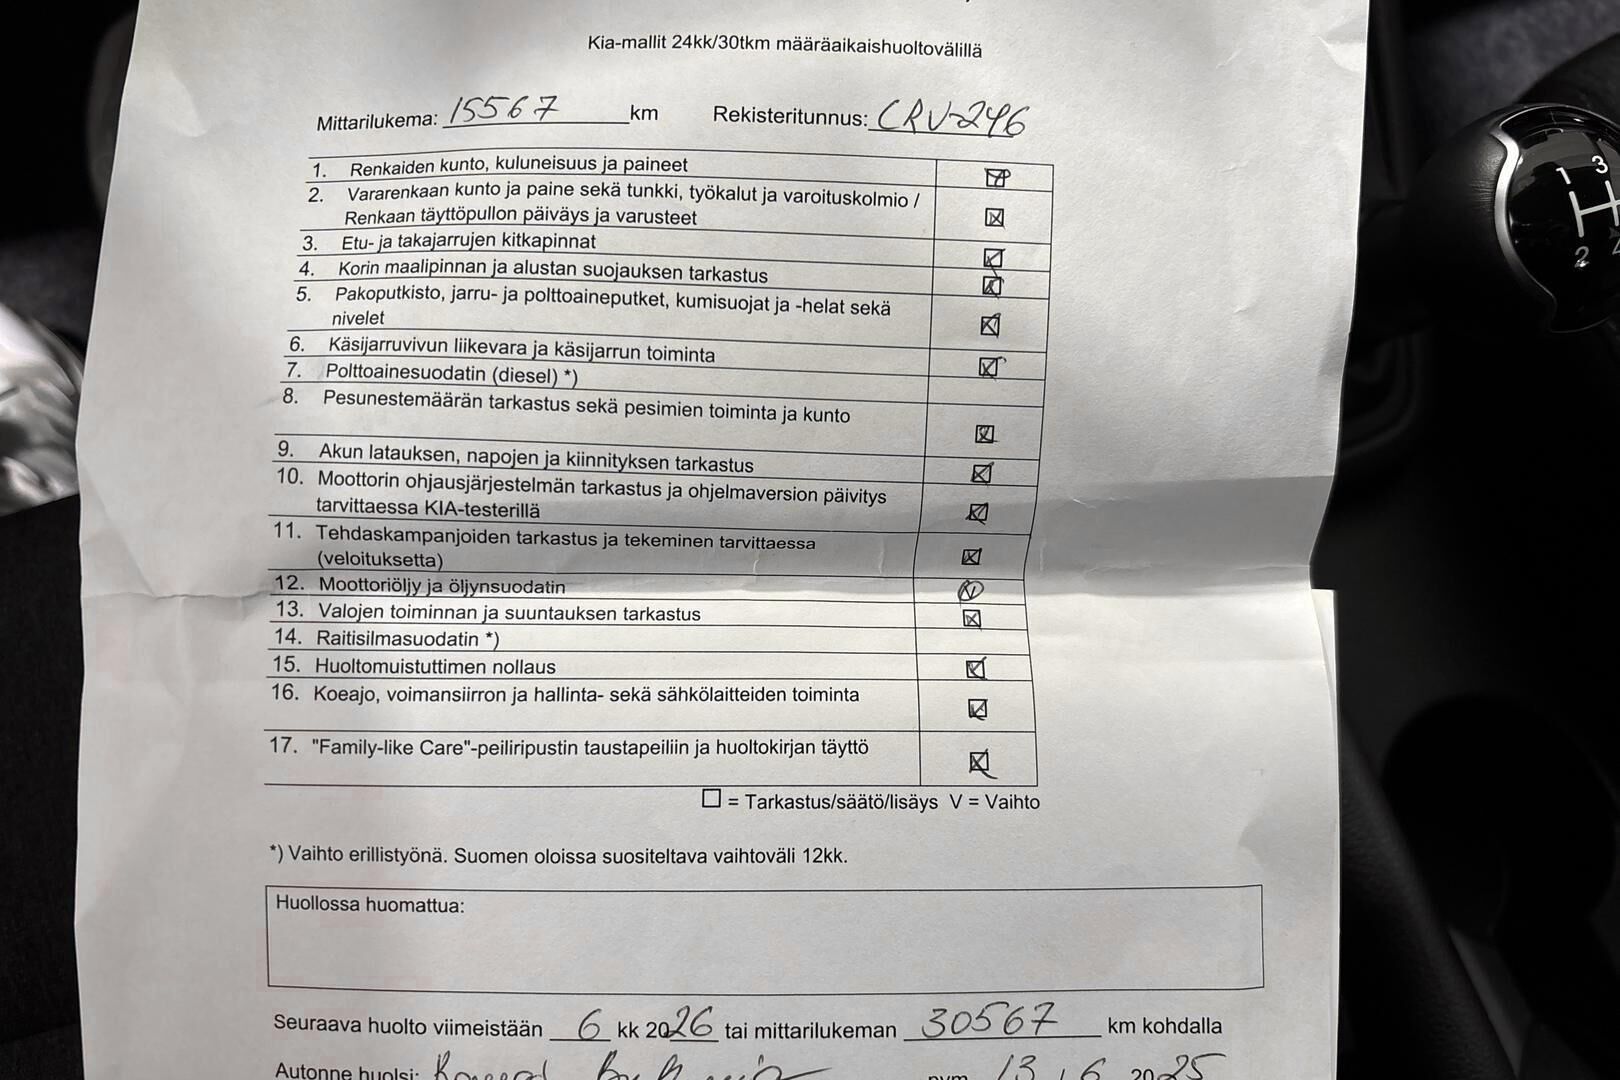 Kia-mallit 24kk/30tkm määräaikaishuoltovälillä
Mittarilukema: 15567 km Rekisteritunnus: CRV-246
1. Renkaiden kunto, kuluneisuus ja paineet
2. Vararenkaan kunto ja paine sekä tunkki, työkalut ja varoituskolmio /
Renkaan täyttöpullon päiväys ja varusteet
3. Etu- ja takajarrujen kitkapinnat
4. Korin maalipinnan ja alustan suojauksen tarkastus
5. Pakoputkisto, jarru- ja polttoaineputket, kumisuojat ja -helat sekä
nivelet
6. Käsijarruvivun liikevara ja käsijarrun toiminta
7. Polttoainesuodatin (diesel) *)
8. Pesunestemäärän tarkastus sekä pesimien toiminta ja kunto
9. Akun latauksen, napojen ja kiinnityksen tarkastus
10. Moottorin ohjausjärjestelmän tarkastus ja ohjelmaversion päivitys
tarvittaessa KIA-testerillä
11. Tehdaskampanjoiden tarkastus ja tekeminen tarvittaessa
(veloituksetta)
12. Moottoriöljy ja öljynsuodatin V
13. Valojen toiminnan ja suuntauksen tarkastus
14. Raitisilmasuodatin *)
15. Huoltomuistuttimen nollaus
16. Koeajo, voimansiirron ja hallinta- sekä sähkölaitteiden toiminta
17. "Family-like Care"-peiliripustin taustapeiliin ja huoltokirjan täyttö
☐ = Tarkastus/säätö/lisäys V = Vaihto
*) Vaihto erillistyönä. Suomen oloissa suositeltava vaihtoväli 12kk.
Huollossa huomattua:
Seuraava huolto viimeistään 6 kk 2026 tai mittarilukeman 30567 km kohdalla
Autonne huolsi: pvm 13.6 2025
1 3
2